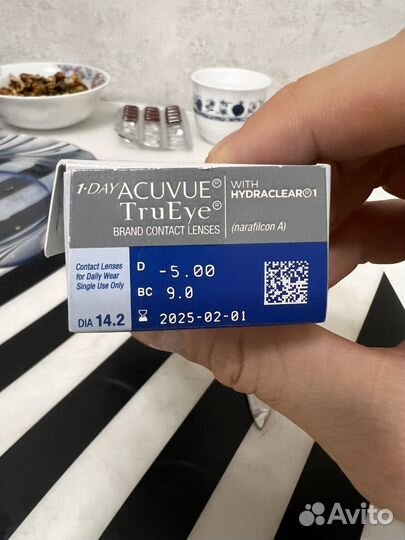 1·DAY ACUVUE®
TruEye®
BRAND CONTACT LENSES
WITH
HYDRACLEAR®1
(narafilcon A)
Contact Lenses
for Daily Wear
Single Use Only
DIA 14.2
D -5.00
BC 9.0
2025-02-01
Avito